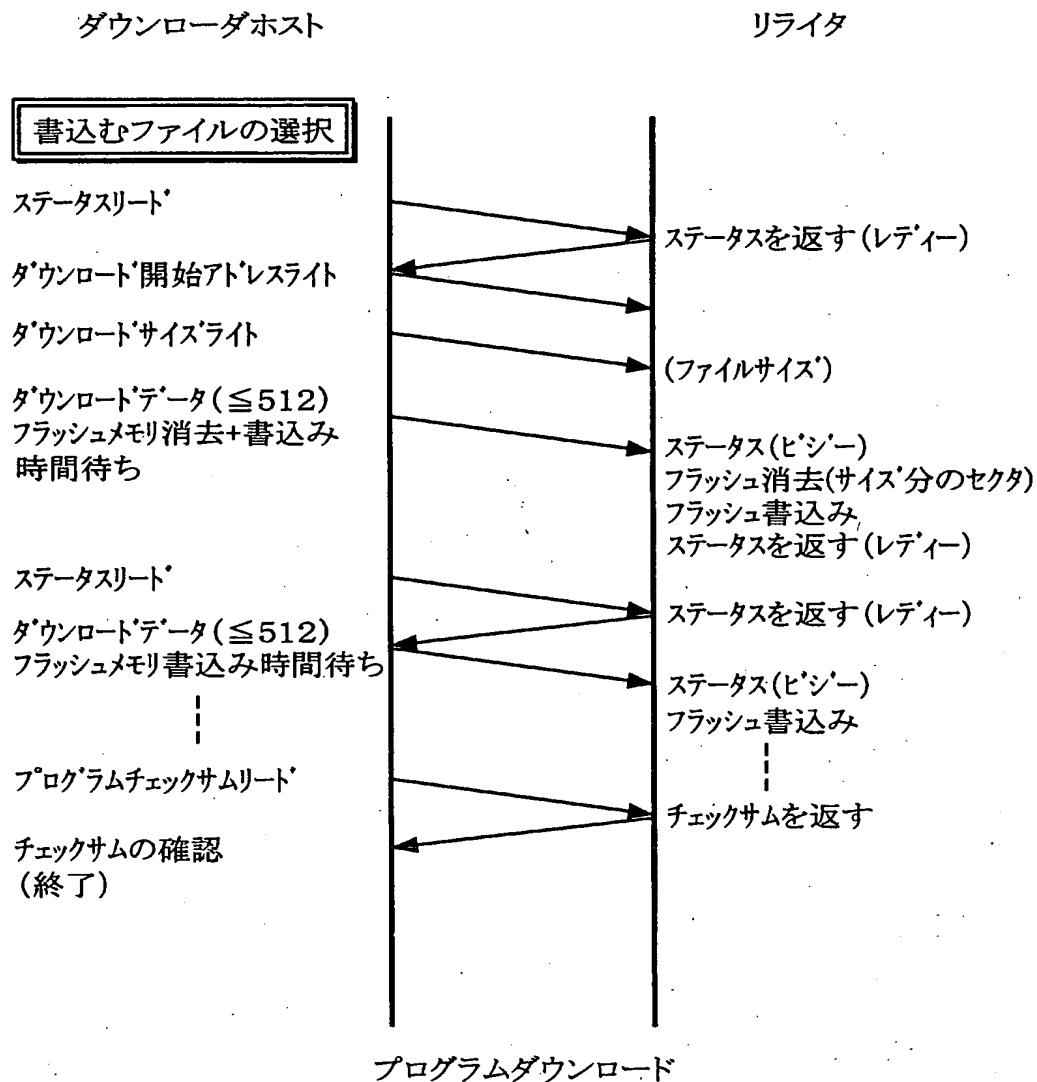 ダウンローダホスト
リライタ
書込むファイルの選択
ステータスリード
ステータスを返す(レディー)
ダウンロード開始アドレスライト
ダウンロードサイズライト
(ファイルサイズ)
ダウンロードデータ(≦512)
フラッシュメモリ消去+書込み
時間待ち
ステータス(ビジー)
フラッシュ消去(サイズ分のセクタ)
フラッシュ書込み
ステータスを返す(レディー)
ステータスリード
ステータスを返す(レディー)
ダウンロードデータ(≦512)
フラッシュメモリ書込み時間待ち
ステータス(ビジー)
フラッシュ書込み
プログラムチェックサムリード
チェックサムを返す
チェックサムの確認
(終了)
プログラムダウンロード